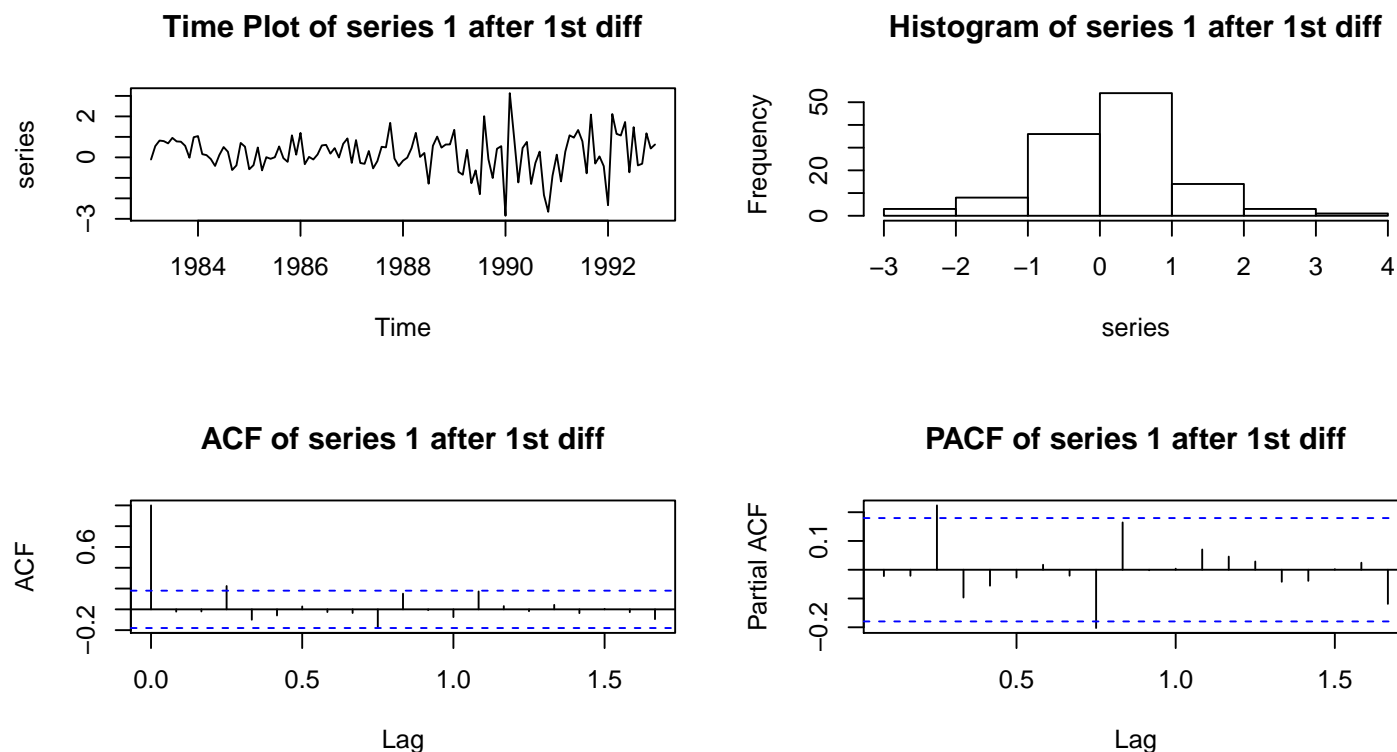 Time Plot of series 1 after 1st diff
series
2
0
−3
1984 1986 1988 1990 1992
Time
Histogram of series 1 after 1st diff
Frequency
50
20
0
−3 −2 −1 0 1 2 3 4
series
ACF of series 1 after 1st diff
ACF
0.6
−0.2
0.0 0.5 1.0 1.5
Lag
PACF of series 1 after 1st diff
Partial ACF
0.1
−0.2
0.5 1.0 1.5
Lag